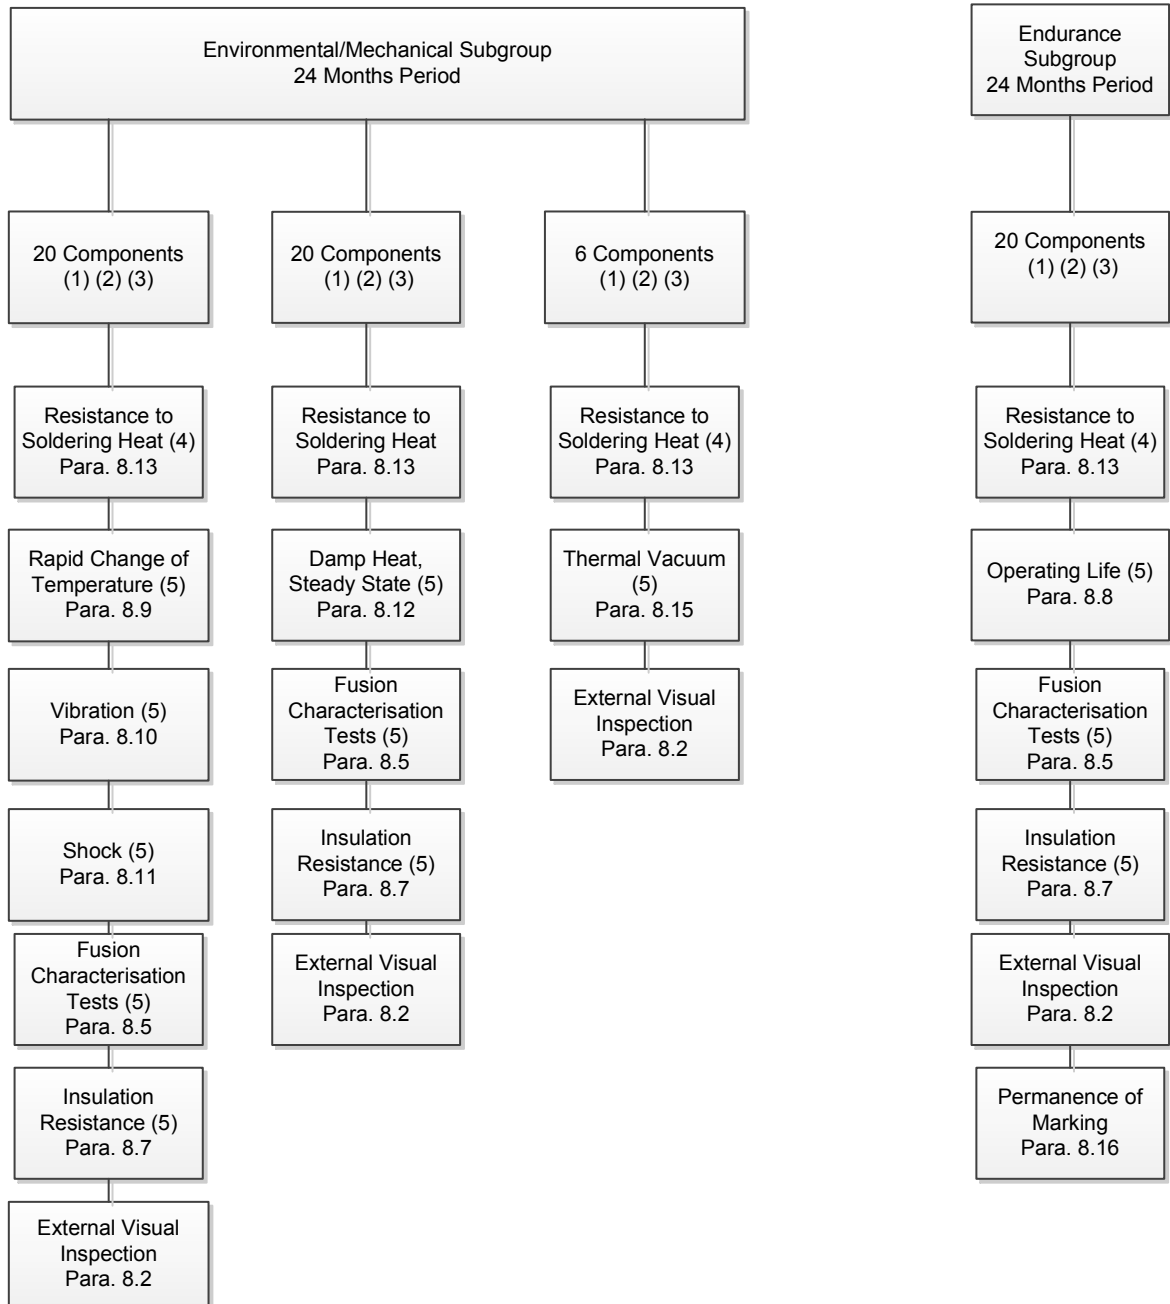 Environmental/Mechanical Subgroup
24 Months Period
20 Components
(1) (2) (3)
Resistance to
Soldering Heat (4)
Para. 8.13
Rapid Change of
Temperature (5)
Para. 8.9
Vibration (5)
Para. 8.10
Shock (5)
Para. 8.11
Fusion
Characterisation
Tests (5)
Para. 8.5
Insulation
Resistance (5)
Para. 8.7
External Visual
Inspection
Para. 8.2
20 Components
(1) (2) (3)
Resistance to
Soldering Heat
Para. 8.13
Damp Heat,
Steady State (5)
Para. 8.12
Fusion
Characterisation
Tests (5)
Para. 8.5
Insulation
Resistance (5)
Para. 8.7
External Visual
Inspection
Para. 8.2
6 Components
(1) (2) (3)
Resistance to
Soldering Heat (4)
Para. 8.13
Thermal Vacuum
(5)
Para. 8.15
External Visual
Inspection
Para. 8.2
Endurance
Subgroup
24 Months Period
20 Components
(1) (2) (3)
Resistance to
Soldering Heat (4)
Para. 8.13
Operating Life (5)
Para. 8.8
Fusion
Characterisation
Tests (5)
Para. 8.5
Insulation
Resistance (5)
Para. 8.7
External Visual
Inspection
Para. 8.2
Permanence of
Marking
Para. 8.16